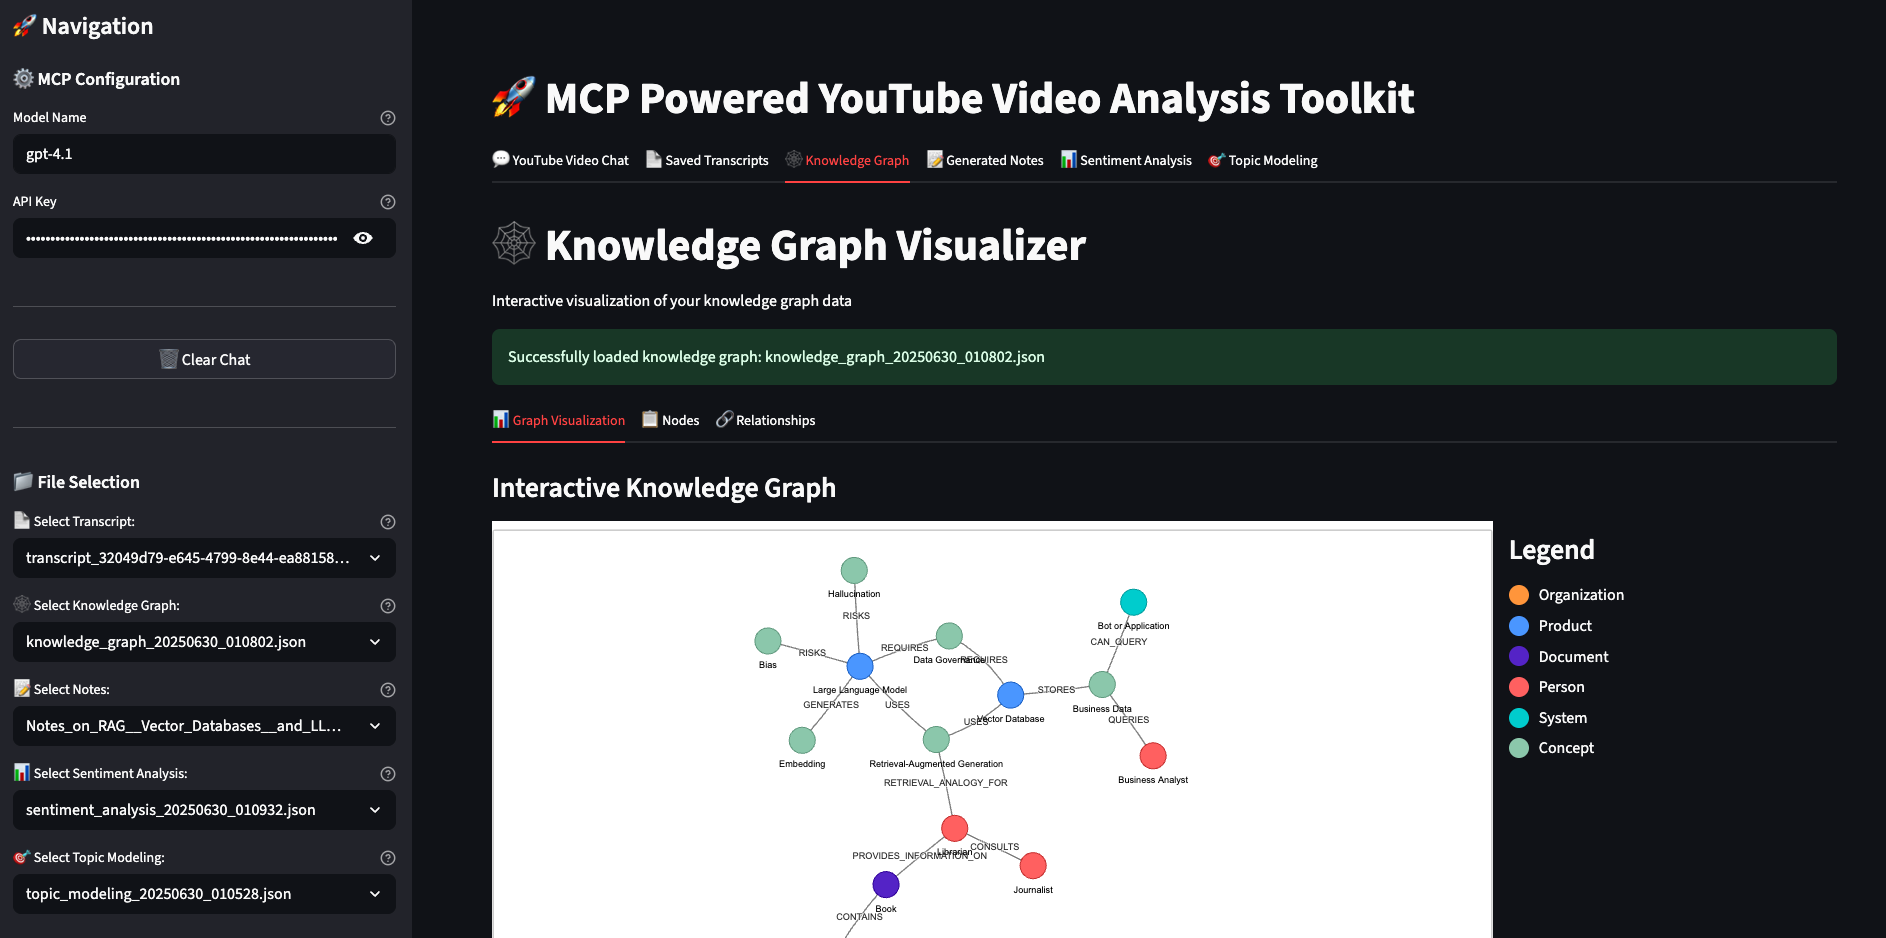 🚀 Navigation
⚙️ MCP Configuration
Model Name
gpt-4.1
API Key
Clear Chat
File Selection
Select Transcript:
transcript_32049d79-e645-4799-8e44-ea88158...
Select Knowledge Graph:
knowledge_graph_20250630_010802.json
Select Notes:
Notes_on_RAG__Vector_Databases__and_LL...
Select Sentiment Analysis:
sentiment_analysis_20250630_010932.json
Select Topic Modeling:
topic_modeling_20250630_010528.json
MCP Powered YouTube Video Analysis Toolkit
YouTube Video Chat
Saved Transcripts
Knowledge Graph
Generated Notes
Sentiment Analysis
Topic Modeling
Knowledge Graph Visualizer
Interactive visualization of your knowledge graph data
Successfully loaded knowledge graph: knowledge_graph_20250630_010802.json
Graph Visualization
Nodes
Relationships
Interactive Knowledge Graph
Hallucination
RISKS
Bot or Application
CAN_QUERY
REQUIRES
RISKS
Data Governance
REQUIRES
Bias
Large Language Model
STORES
GENERATES
USES
Business Data
USES
Vector Database
QUERIES
Embedding
Retrieval-Augmented Generation
Business Analyst
RETRIEVAL_ANALOGY_FOR
Librarian
CONSULTS
PROVIDES_INFORMATION_ON
Journalist
Book
CONTAINS
Legend
Organization
Product
Document
Person
System
Concept